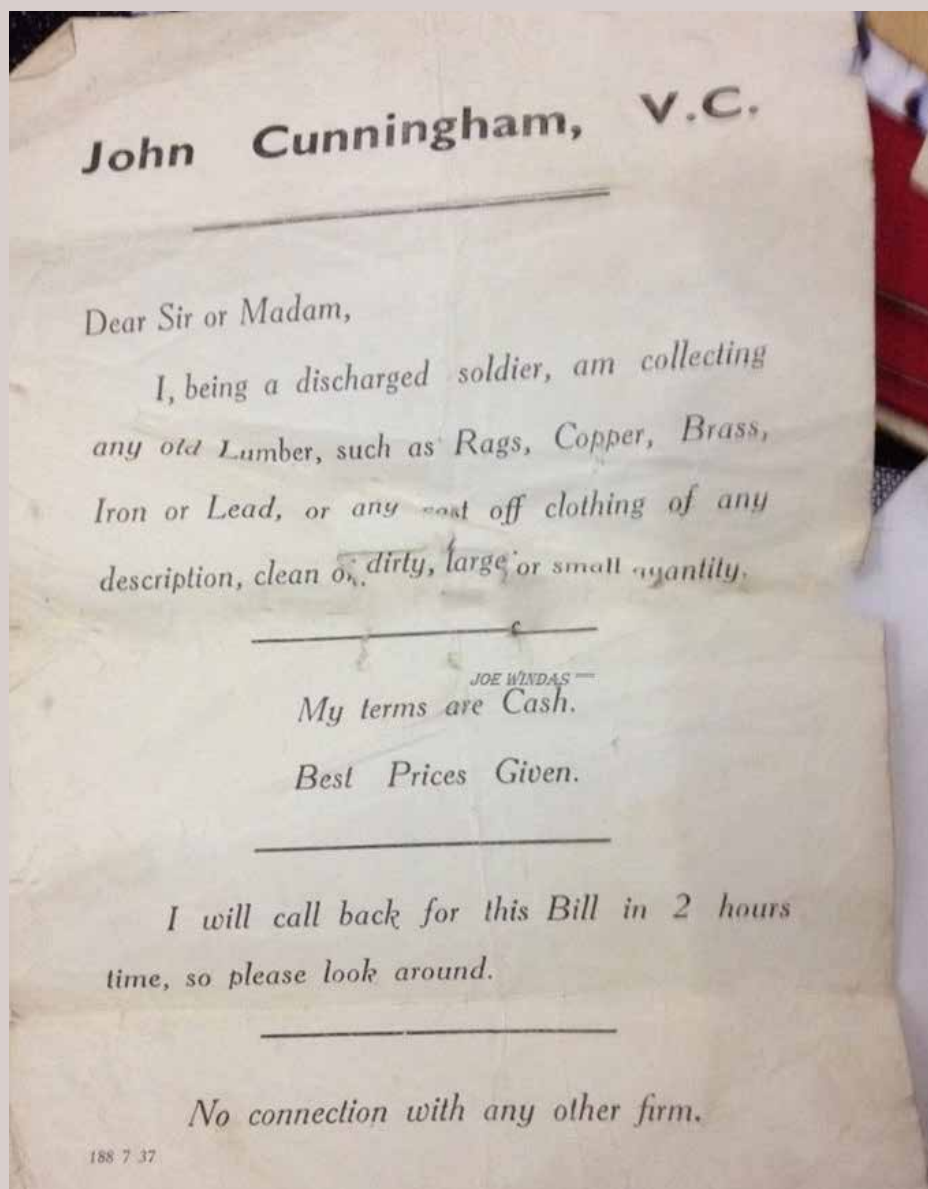 John Cunningham, V.C.
Dear Sir or Madam,
I, being a discharged soldier, am collecting
any old Lumber, such as Rags, Copper, Brass,
Iron or Lead, or any cast off clothing of any
description, clean or dirty, large or small quantity.
JOE WINDAS
My terms are Cash.
Best Prices Given.
I will call back for this Bill in 2 hours
time, so please look around.
No connection with any other firm.
188 7 37